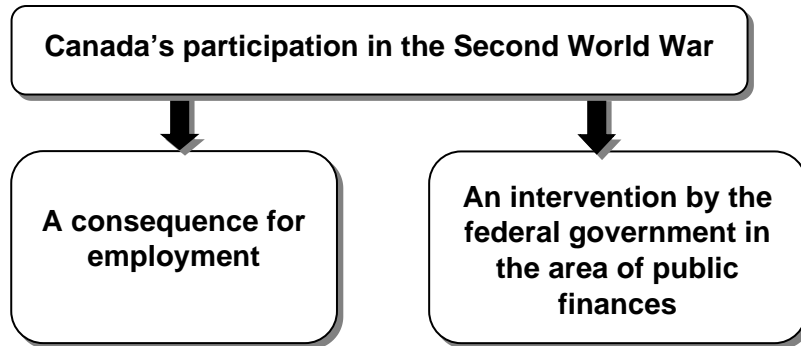 Canada's participation in the Second World War
A consequence for
employment
An intervention by the
federal government in
the area of public
finances